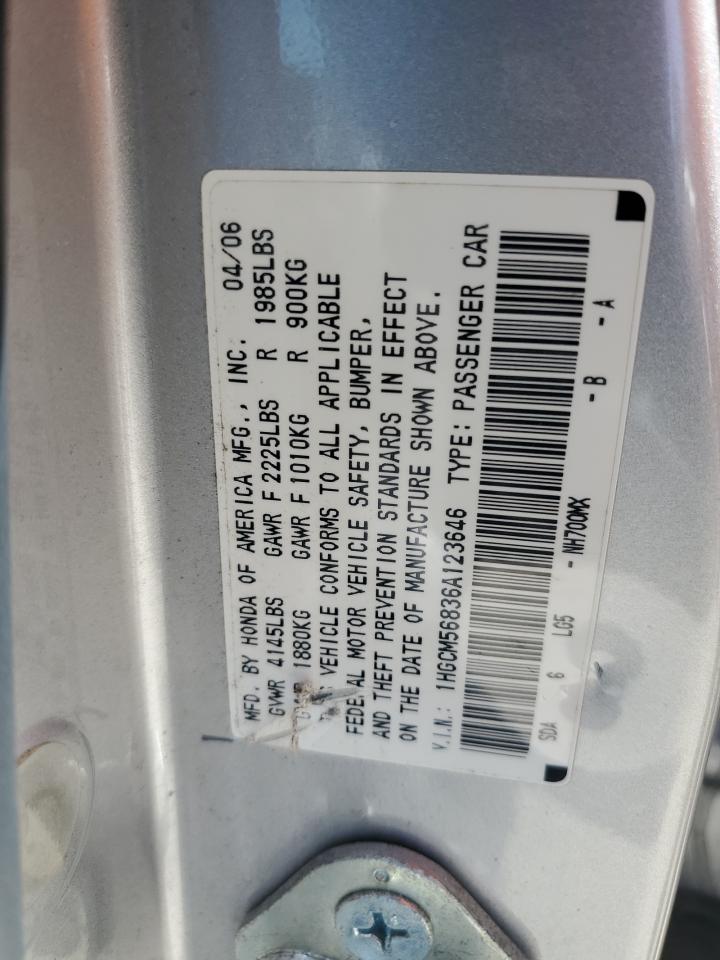 MFD. BY HONDA OF AMERICA MFG., INC. 04/06
GVWR 4145LBS GAWR F 2225LBS R 1985LBS
1880KG GAWR F 1010KG R 900KG
VEHICLE CONFORMS TO ALL APPLICABLE
FEDERAL MOTOR VEHICLE SAFETY, BUMPER,
AND THEFT PREVENTION STANDARDS IN EFFECT
ON THE DATE OF MANUFACTURE SHOWN ABOVE.
V.I.N.: 1HGCM56836A123646 TYPE: PASSENGER CAR
SDA 6 LG5 - NH700MX - B - A